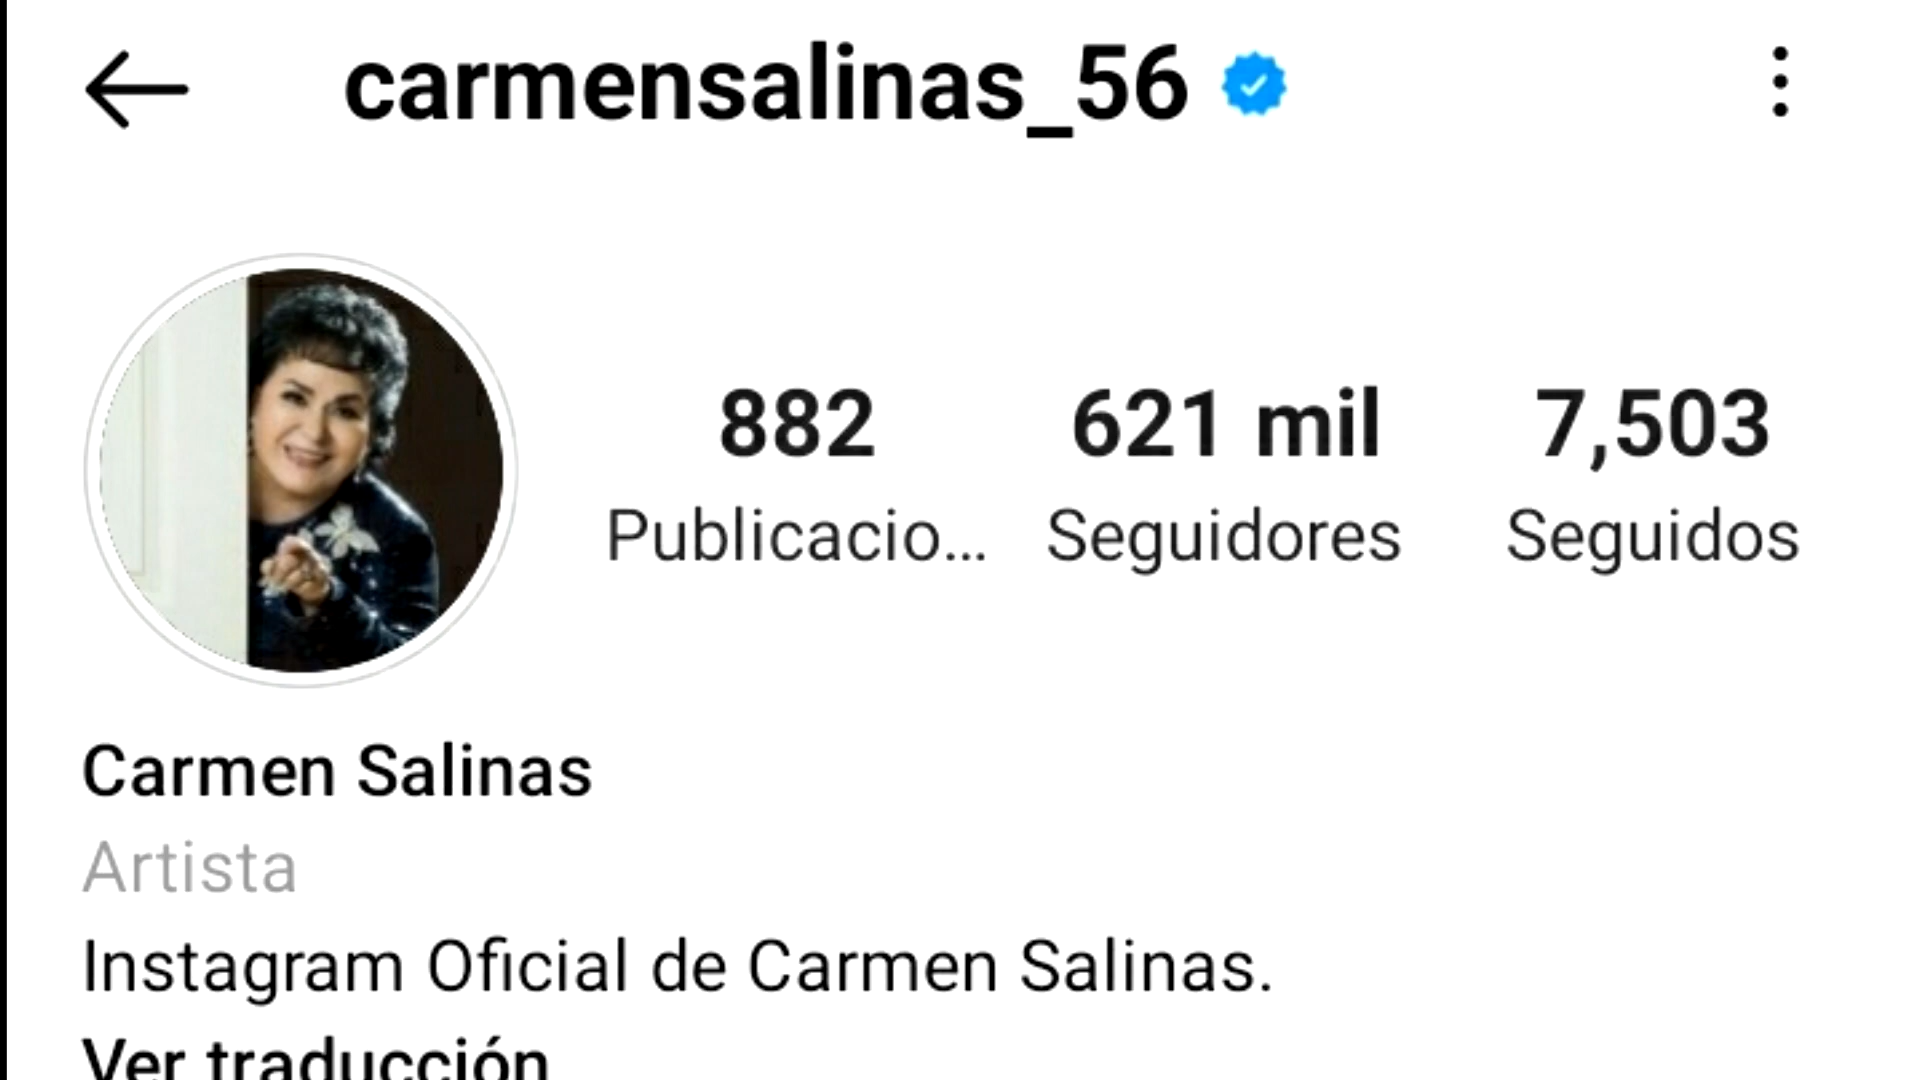 carmensalinas_56
882 621 mil 7,503
Publicacio... Seguidores Seguidos
Carmen Salinas
Artista
Instagram Oficial de Carmen Salinas.
Ver traducción